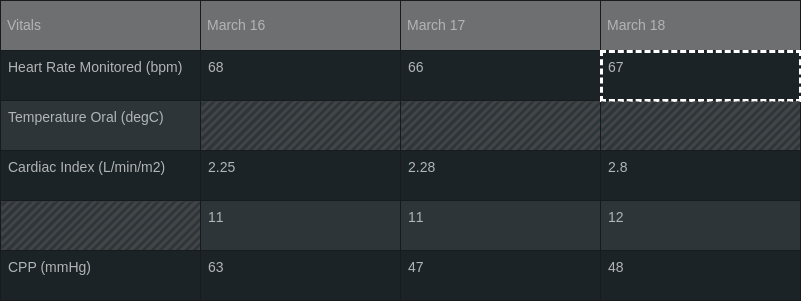 Vitals March 16 March 17 March 18
Heart Rate Monitored (bpm) 68 66 67
Temperature Oral (degC)
Cardiac Index (L/min/m2) 2.25 2.28 2.8
11 11 12
CPP (mmHg) 63 47 48